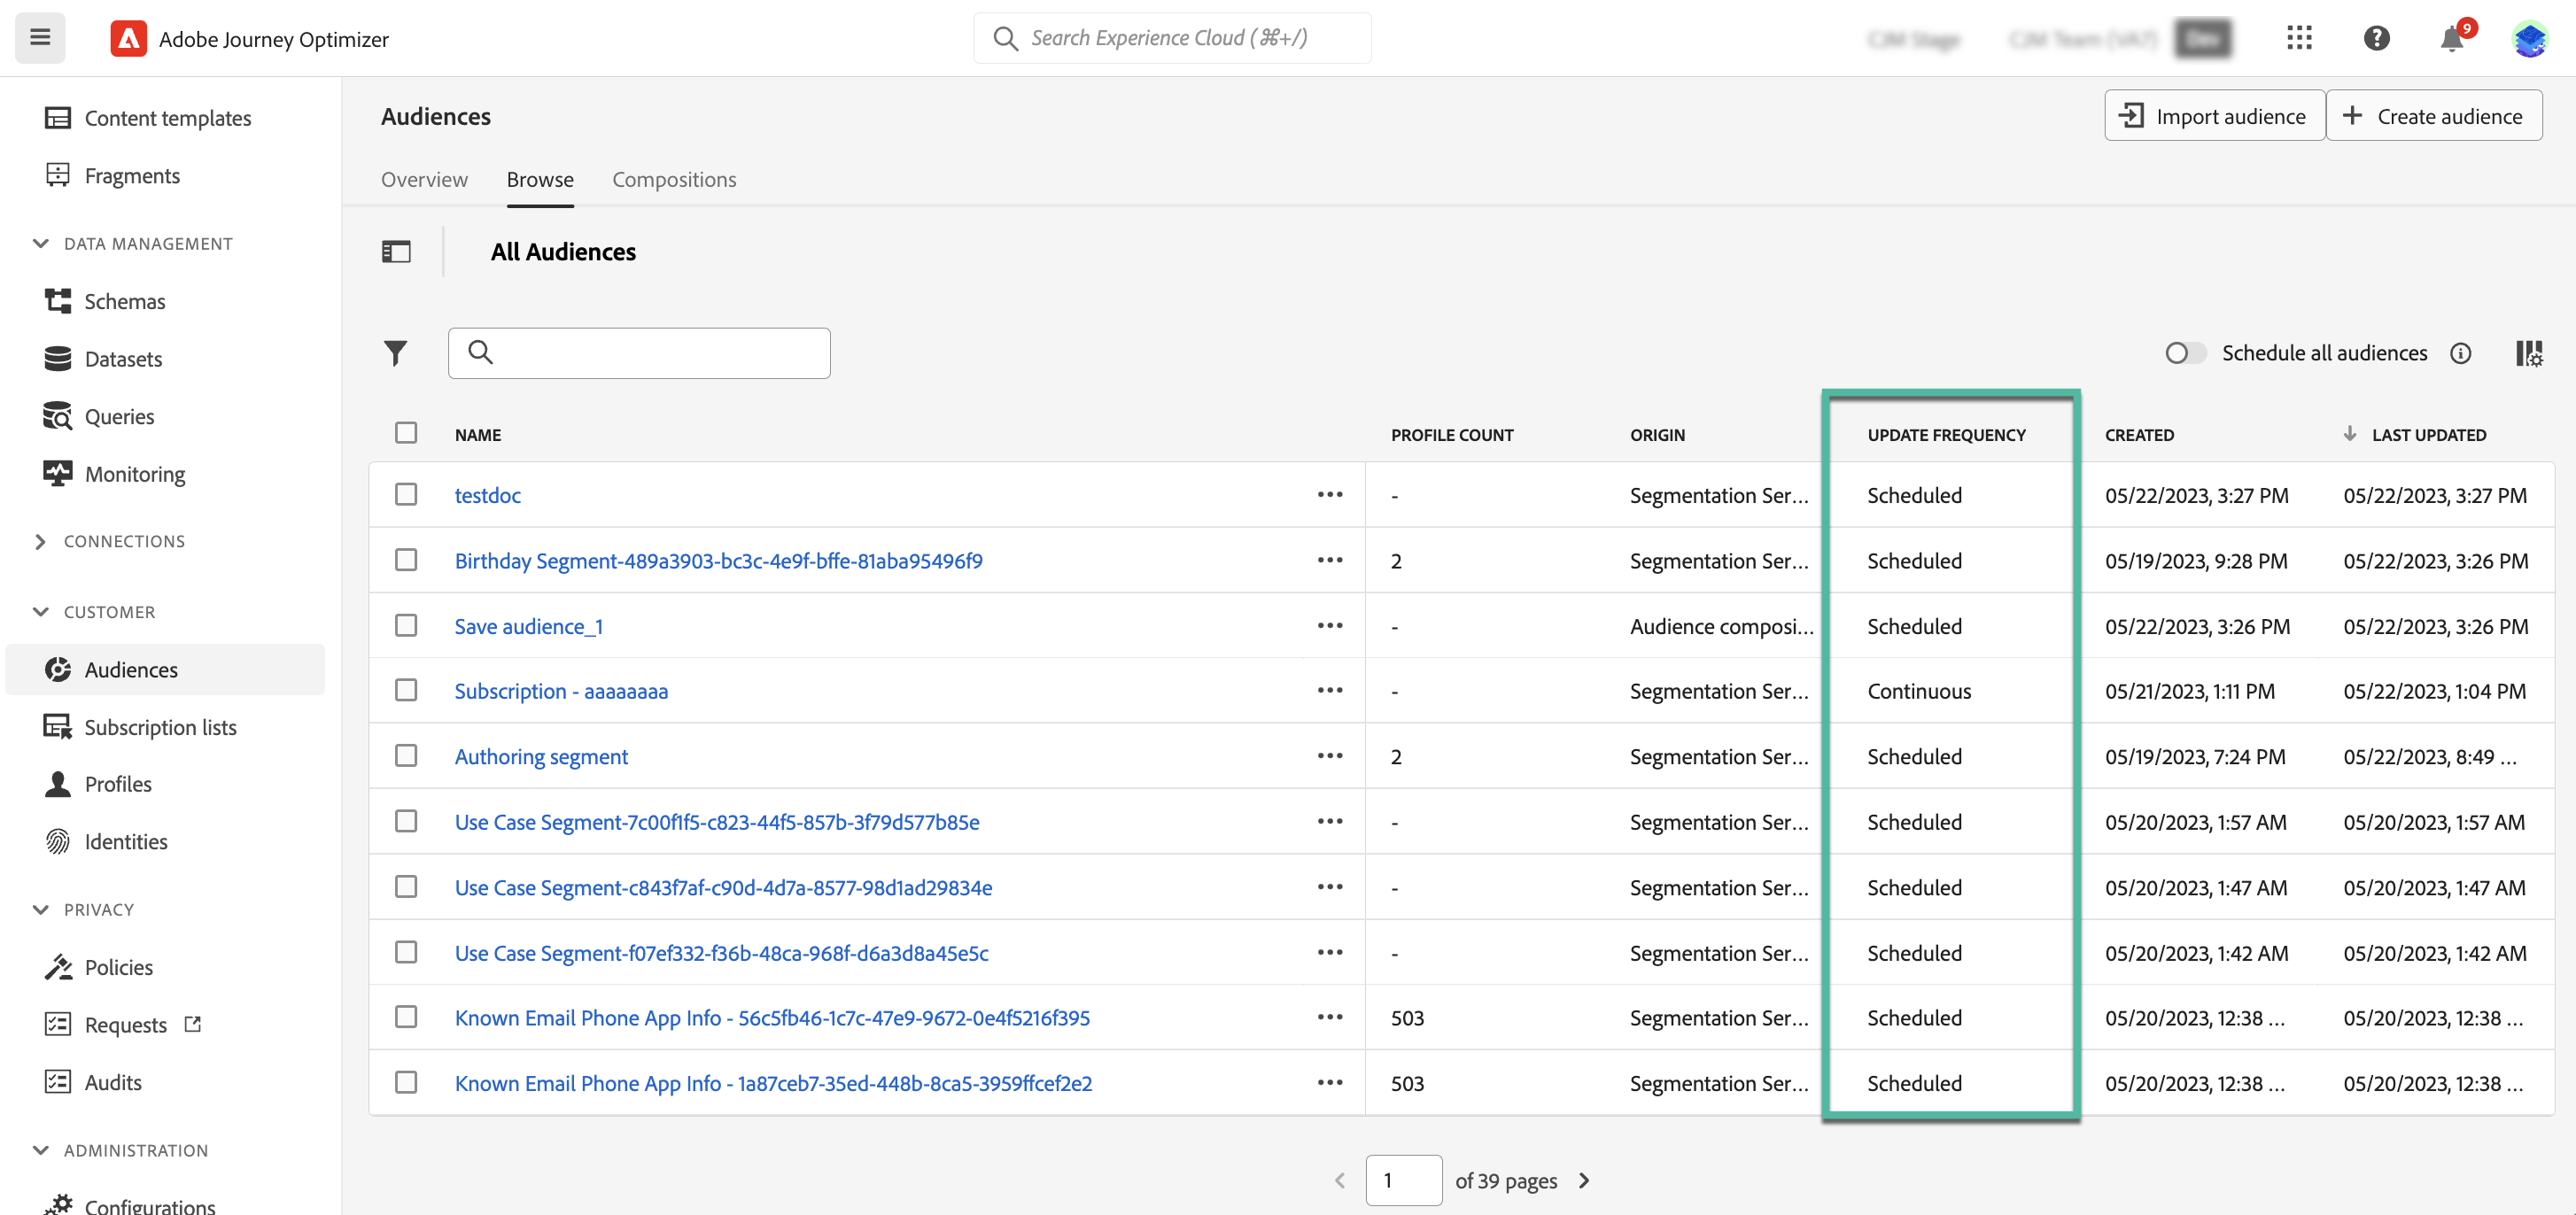 Adobe Journey Optimizer
Search Experience Cloud (⌘+/)
9
Content templates
Fragments
DATA MANAGEMENT
Schemas
Datasets
Queries
Monitoring
CONNECTIONS
CUSTOMER
Audiences
Subscription lists
Profiles
Identities
PRIVACY
Policies
Requests
Audits
ADMINISTRATION
Configurations
Audiences
Import audience
Create audience
Overview Browse Compositions
All Audiences
Schedule all audiences
NAME PROFILE COUNT ORIGIN UPDATE FREQUENCY CREATED LAST UPDATED
testdoc ••• - Segmentation Ser... Scheduled 05/22/2023, 3:27 PM 05/22/2023, 3:27 PM
Birthday Segment-489a3903-bc3c-4e9f-bffe-81aba95496f9 ••• 2 Segmentation Ser... Scheduled 05/19/2023, 9:28 PM 05/22/2023, 3:26 PM
Save audience_1 ••• - Audience composi... Scheduled 05/22/2023, 3:26 PM 05/22/2023, 3:26 PM
Subscription - aaaaaaaa ••• - Segmentation Ser... Continuous 05/21/2023, 1:11 PM 05/22/2023, 1:04 PM
Authoring segment ••• 2 Segmentation Ser... Scheduled 05/19/2023, 7:24 PM 05/22/2023, 8:49 ...
Use Case Segment-7c00f1f5-c823-44f5-857b-3f79d577b85e ••• - Segmentation Ser... Scheduled 05/20/2023, 1:57 AM 05/20/2023, 1:57 AM
Use Case Segment-c843f7af-c90d-4d7a-8577-98d1ad29834e ••• - Segmentation Ser... Scheduled 05/20/2023, 1:47 AM 05/20/2023, 1:47 AM
Use Case Segment-f07ef332-f36b-48ca-968f-d6a3d8a45e5c ••• - Segmentation Ser... Scheduled 05/20/2023, 1:42 AM 05/20/2023, 1:42 AM
Known Email Phone App Info - 56c5fb46-1c7c-47e9-9672-0e4f5216f395 ••• 503 Segmentation Ser... Scheduled 05/20/2023, 12:38 ... 05/20/2023, 12:38 ...
Known Email Phone App Info - 1a87ceb7-35ed-448b-8ca5-3959ffcef2e2 ••• 503 Segmentation Ser... Scheduled 05/20/2023, 12:38 ... 05/20/2023, 12:38 ...
1 of 39 pages